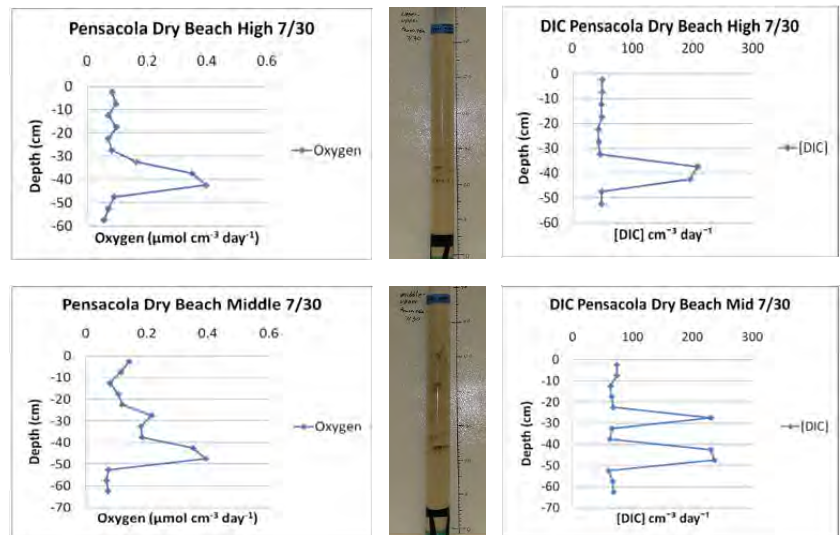 Pensacola Dry Beach High 7/30
0 0.2 0.4 0.6
0
-10
-20
-30
-40
-50
-60
Depth (cm)
Oxygen
Oxygen (µmol cm⁻³ day⁻¹)
DIC Pensacola Dry Beach High 7/30
0 100 200 300
0
-10
-20
-30
-40
-50
-60
Depth (cm)
[DIC]
[DIC] cm⁻³ day⁻¹
Pensacola Dry Beach Middle 7/30
0 0.2 0.4 0.6
0
-10
-20
-30
-40
-50
-60
-70
Depth (cm)
Oxygen
Oxygen (µmol cm⁻³ day⁻¹)
middle
7/30
DIC Pensacola Dry Beach Mid 7/30
0 100 200 300
0
-10
-20
-30
-40
-50
-60
-70
Depth (cm)
[DIC]
[DIC] cm⁻³ day⁻¹